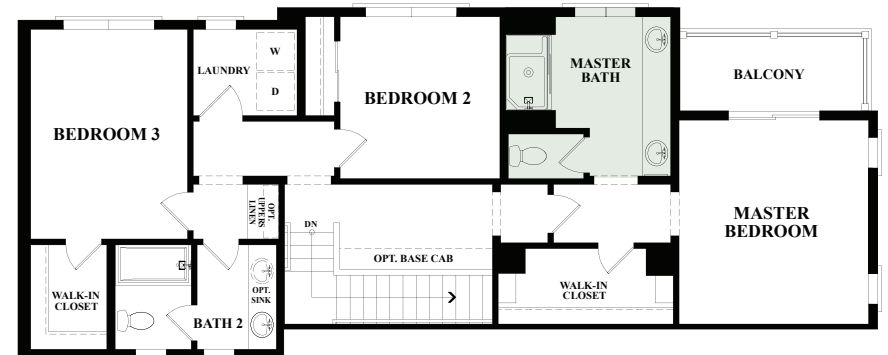 W
LAUNDRY
D
MASTER
BATH
BALCONY
BEDROOM 2
BEDROOM 3
OPT.
UPPERS
LINEN
DN
MASTER
BEDROOM
OPT. BASE CAB
WALK-IN
CLOSET
OPT.
SINK
BATH 2
WALK-IN
CLOSET